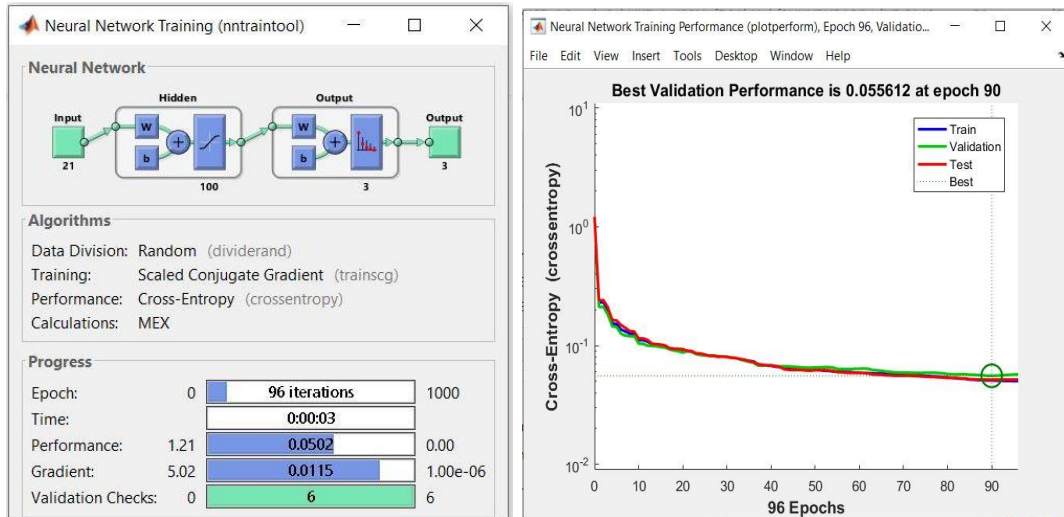 Neural Network Training (nntraintool)
Neural Network
Hidden
Output
Input
Output
W
b
W
b
21
100
3
3
Algorithms
Data Division: Random (dividerand)
Training: Scaled Conjugate Gradient (trainscg)
Performance: Cross-Entropy (crossentropy)
Calculations: MEX
Progress
Epoch: 0 96 iterations 1000
Time: 0:00:03
Performance: 1.21 0.0502 0.00
Gradient: 5.02 0.0115 1.00e-06
Validation Checks: 0 6 6
Neural Network Training Performance (plotperform), Epoch 96, Validatio...
File Edit View Insert Tools Desktop Window Help
Best Validation Performance is 0.055612 at epoch 90
Train
Validation
Test
Best
Cross-Entropy (crossentropy)
10^1
10^0
10^-1
10^-2
0 10 20 30 40 50 60 70 80 90
96 Epochs